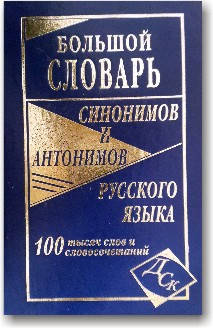 БОЛЬШОЙ
СЛОВАРЬ
СИНОНИМОВ
И
АНТОНИМОВ
РУССКОГО
ЯЗЫКА
100 тысяч слов и
словосочетаний
ДСК